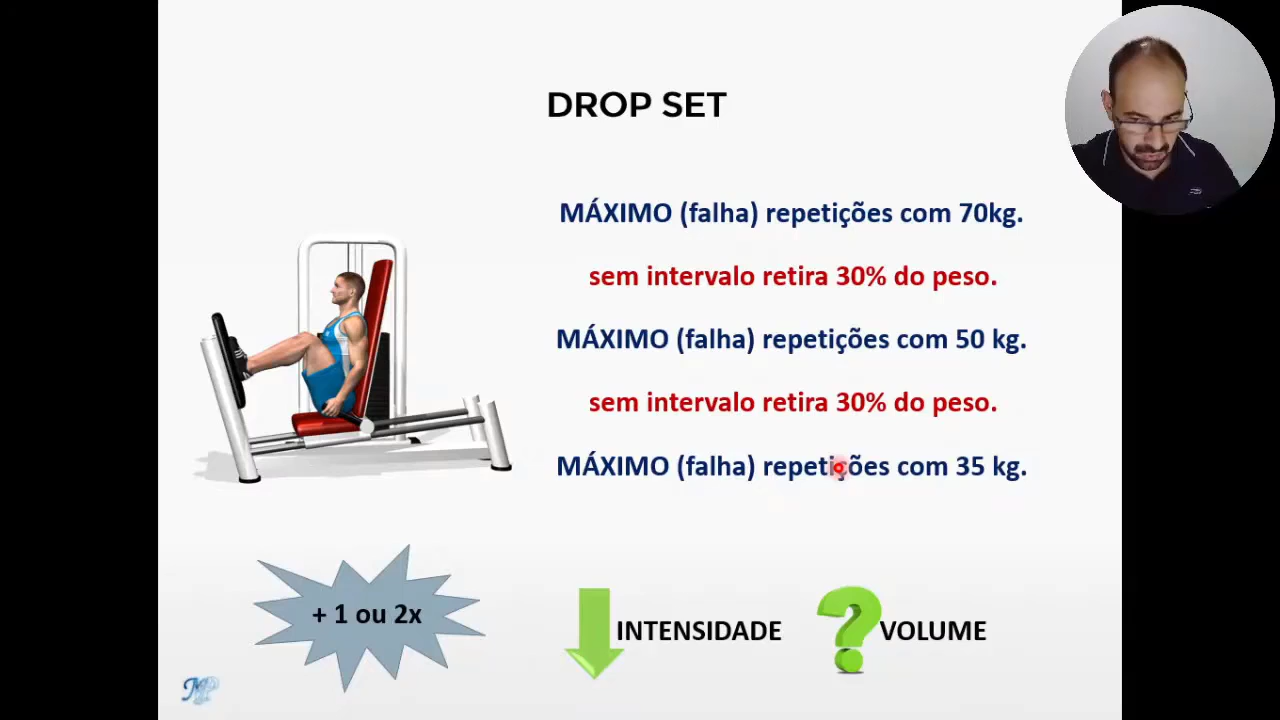 DROP SET
MÁXIMO (falha) repetições com 70kg.
sem intervalo retira 30% do peso.
MÁXIMO (falha) repetições com 50 kg.
sem intervalo retira 30% do peso.
MÁXIMO (falha) repetições com 35 kg.
+ 1 ou 2x
INTENSIDADE
? VOLUME
MP